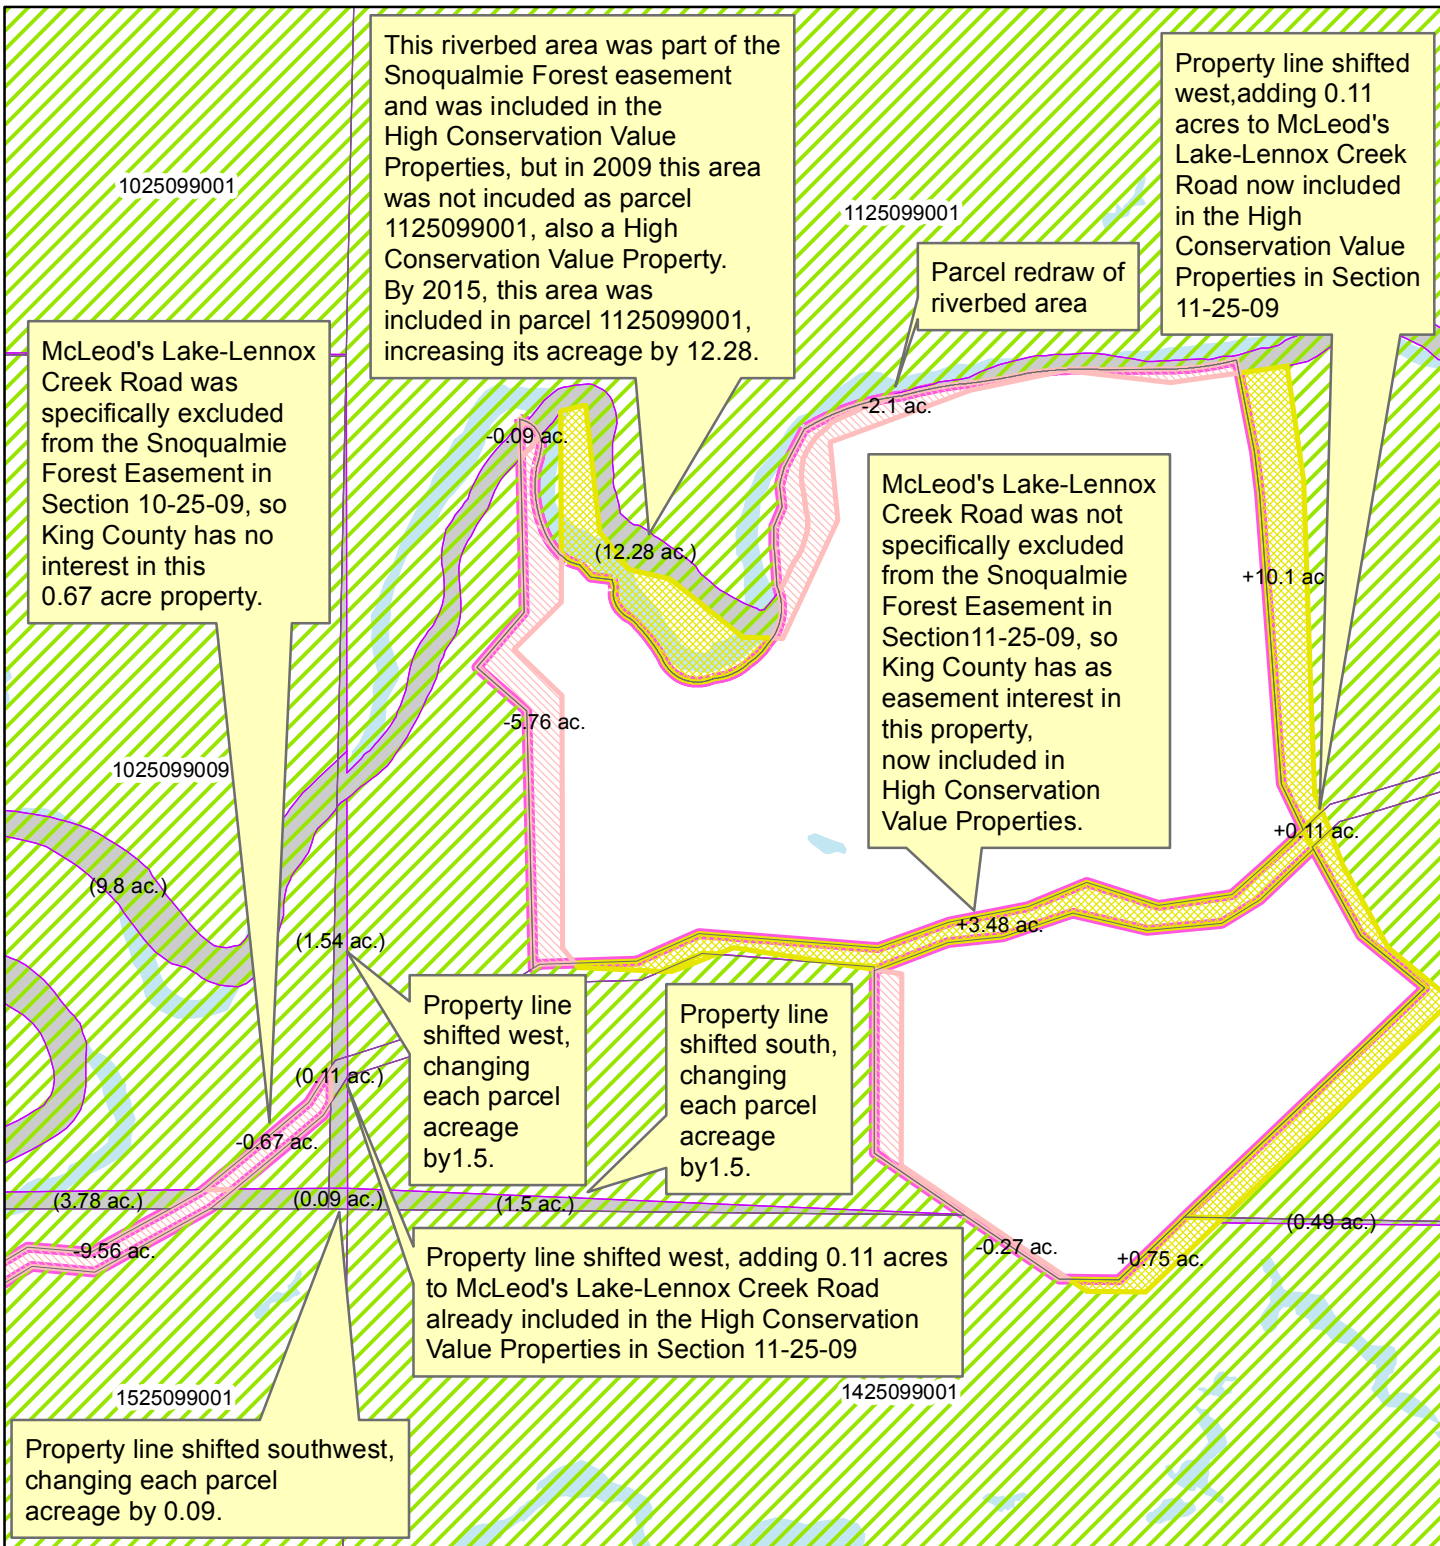 This riverbed area was part of the
Snoqualmie Forest easement
and was included in the
High Conservation Value
Properties, but in 2009 this area
was not incuded as parcel
1125099001, also a High
Conservation Value Property.
By 2015, this area was
included in parcel 1125099001,
increasing its acreage by 12.28.
Property line shifted
west,adding 0.11
acres to McLeod's
Lake-Lennox Creek
Road now included
in the High
Conservation Value
Properties in Section
11-25-09
1025099001
1125099001
Parcel redraw of
riverbed area
McLeod's Lake-Lennox
Creek Road was
specifically excluded
from the Snoqualmie
Forest Easement in
Section 10-25-09, so
King County has no
interest in this
0.67 acre property.
-2.1 ac.
-0.09 ac.
McLeod's Lake-Lennox
Creek Road was not
specifically excluded
from the Snoqualmie
Forest Easement in
Section11-25-09, so
King County has as
easement interest in
this property,
now included in
High Conservation
Value Properties.
(12.28 ac.)
+10.1 ac
-5.76 ac.
1025099009
+0.11 ac.
(9.8 ac.)
+3.48 ac.
(1.54 ac.)
Property line
shifted west,
changing
each parcel
acreage
by1.5.
Property line
shifted south,
changing
each parcel
acreage
by1.5.
(0.11 ac.)
-0.67 ac.
(3.78 ac.)
(0.09 ac.)
(1.5 ac.)
(0.49 ac.)
-9.56 ac.
-0.27 ac.
+0.75 ac.
Property line shifted west, adding 0.11 acres
to McLeod's Lake-Lennox Creek Road
already included in the High Conservation
Value Properties in Section 11-25-09
1525099001
1425099001
Property line shifted southwest,
changing each parcel
acreage by 0.09.